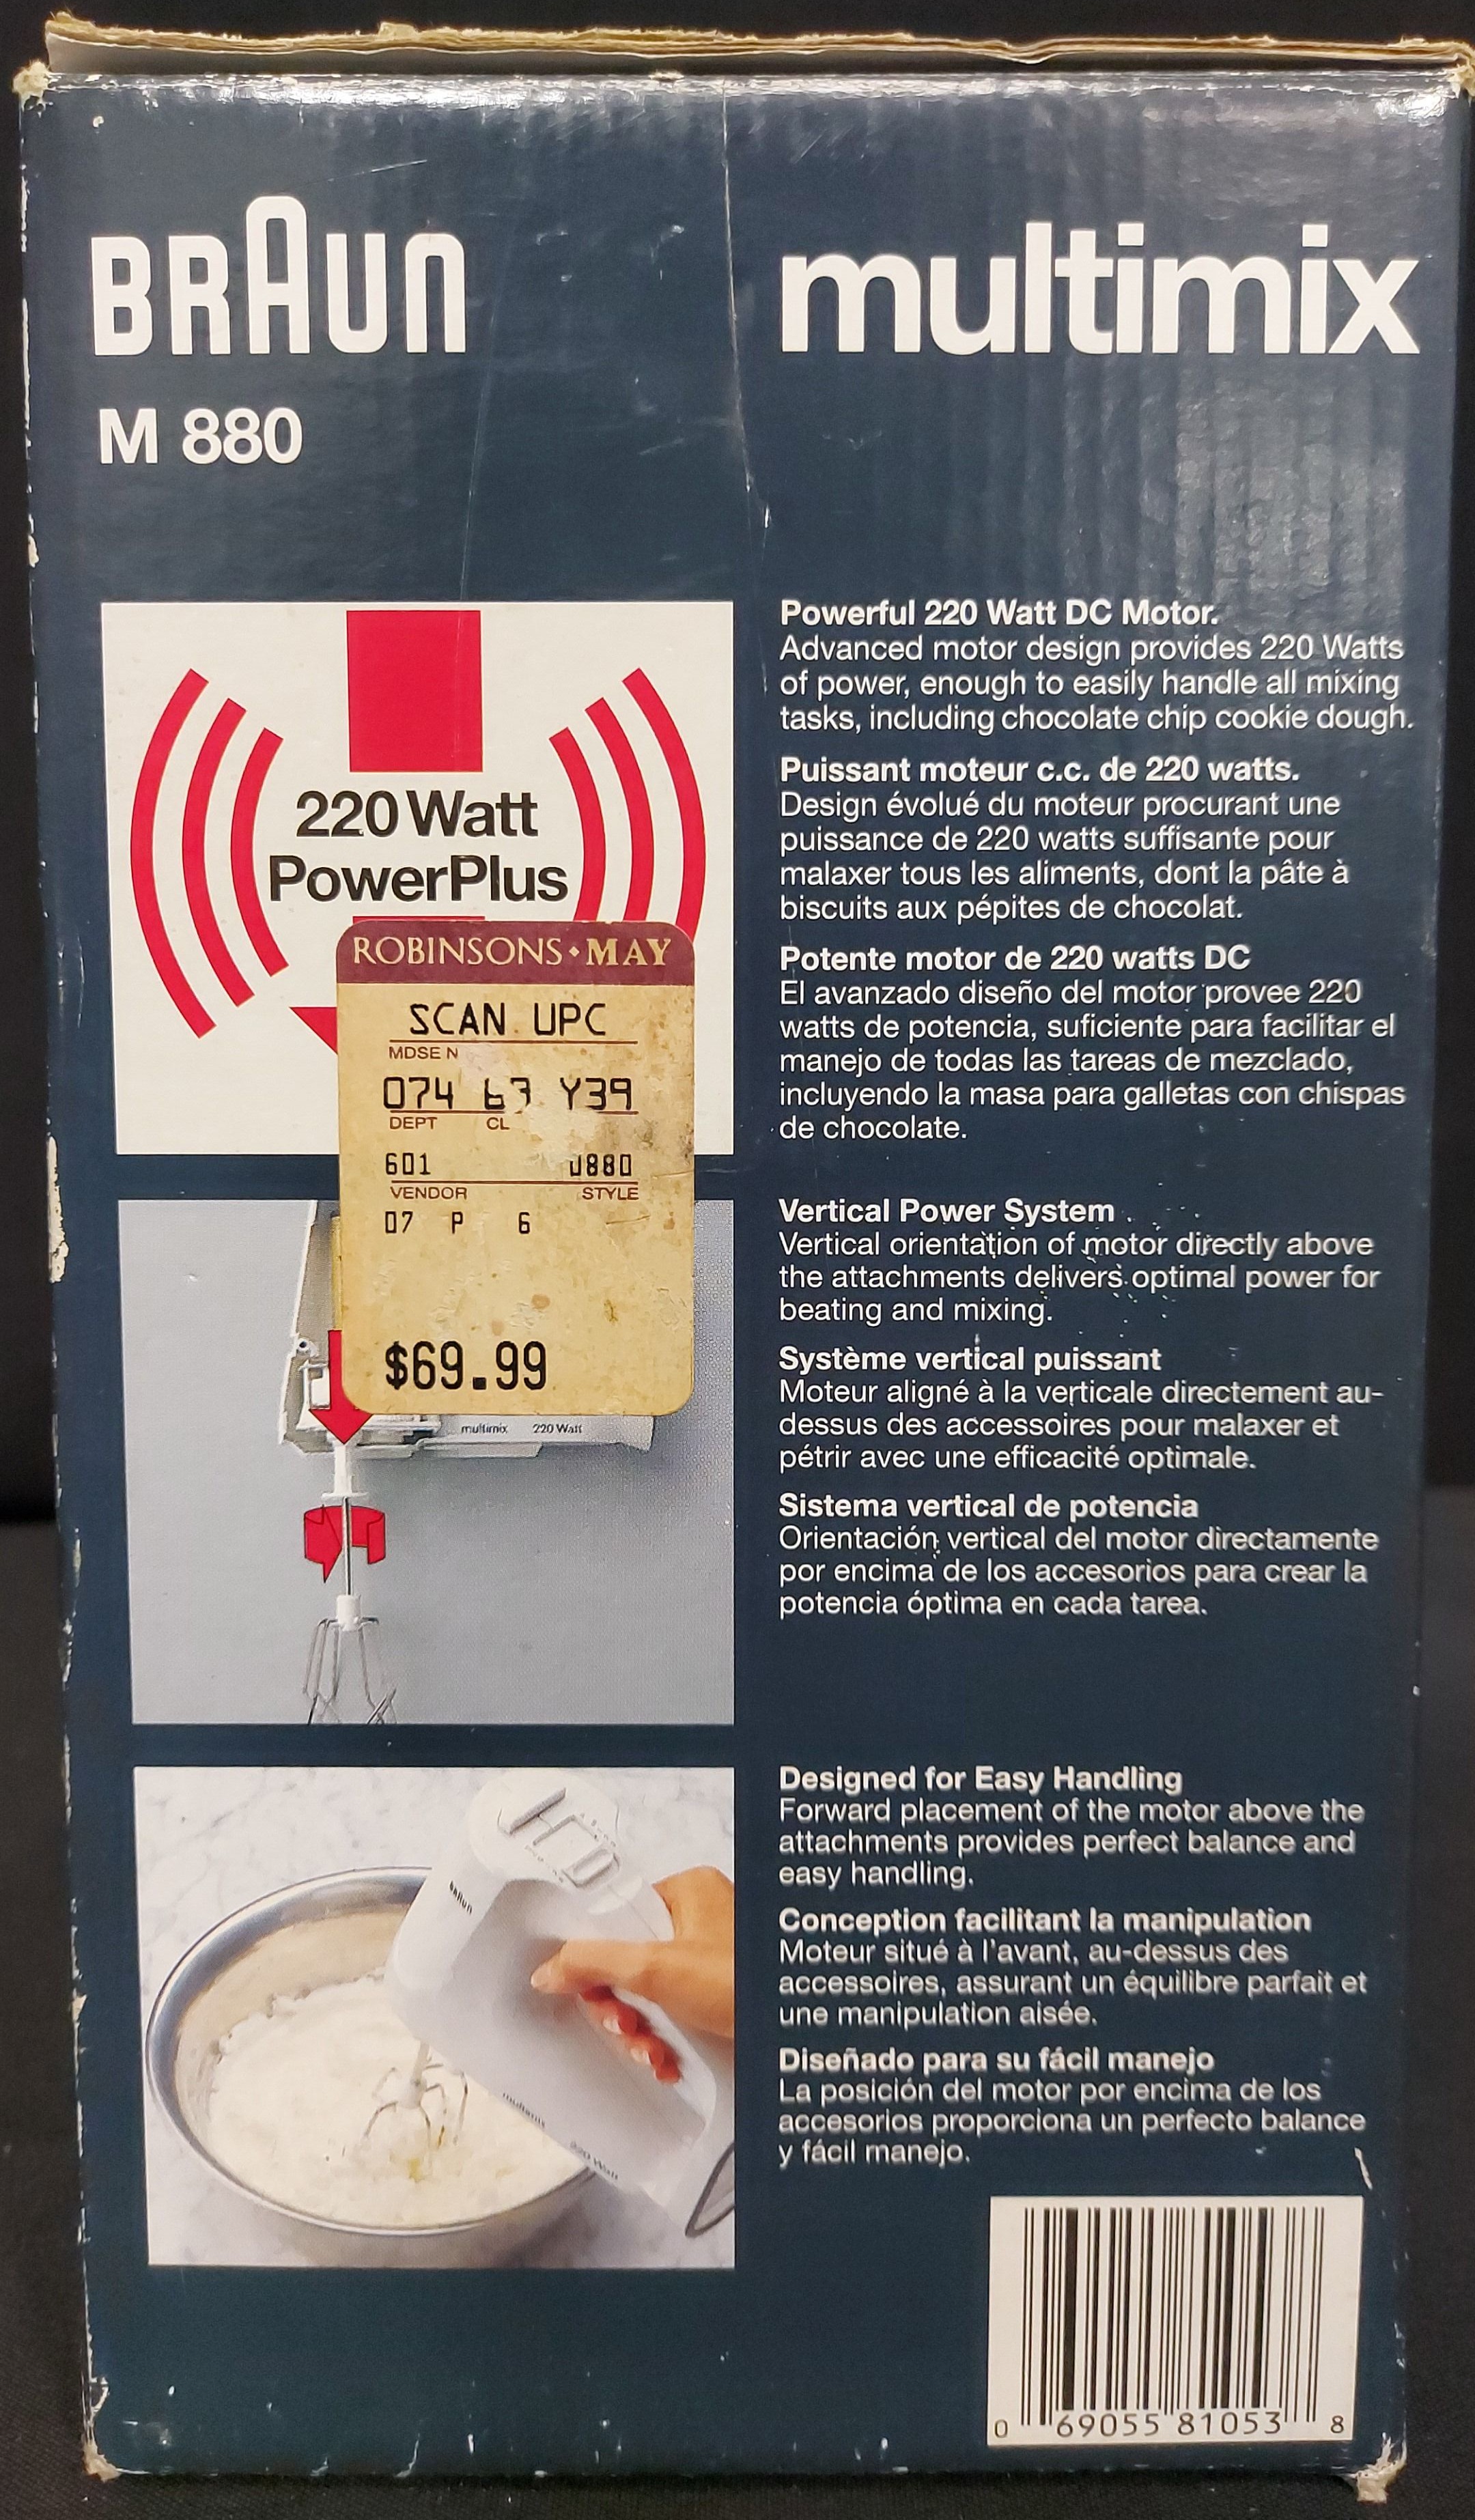 BRAUN
multimix
M 880
220 Watt
PowerPlus
ROBINSONS • MAY
SCAN UPC
MDSE N
074 63 Y39
DEPT CL
601 J880
VENDOR STYLE
07 P 6
$69.99
multimix 220 Watt
BRAUN
multimix
220 Watt
Powerful 220 Watt DC Motor.
Advanced motor design provides 220 Watts
of power, enough to easily handle all mixing
tasks, including chocolate chip cookie dough.
Puissant moteur c.c. de 220 watts.
Design évolué du moteur procurant une
puissance de 220 watts suffisante pour
malaxer tous les aliments, dont la pâte à
biscuits aux pépites de chocolat.
Potente motor de 220 watts DC
El avanzado diseño del motor provee 220
watts de potencia, suficiente para facilitar el
manejo de todas las tareas de mezclado,
incluyendo la masa para galletas con chispas
de chocolate.
Vertical Power System
Vertical orientation of motor directly above
the attachments delivers optimal power for
beating and mixing.
Système vertical puissant
Moteur aligné à la verticale directement au-
dessus des accessoires pour malaxer et
pétrir avec une efficacité optimale.
Sistema vertical de potencia
Orientación vertical del motor directamente
por encima de los accesorios para crear la
potencia óptima en cada tarea.
Designed for Easy Handling
Forward placement of the motor above the
attachments provides perfect balance and
easy handling.
Conception facilitant la manipulation
Moteur situé à l'avant, au-dessus des
accessoires, assurant un équilibre parfait et
une manipulation aisée.
Diseñado para su fácil manejo
La posición del motor por encima de los
accesorios proporciona un perfecto balance
y fácil manejo.
0 69055 81053 8